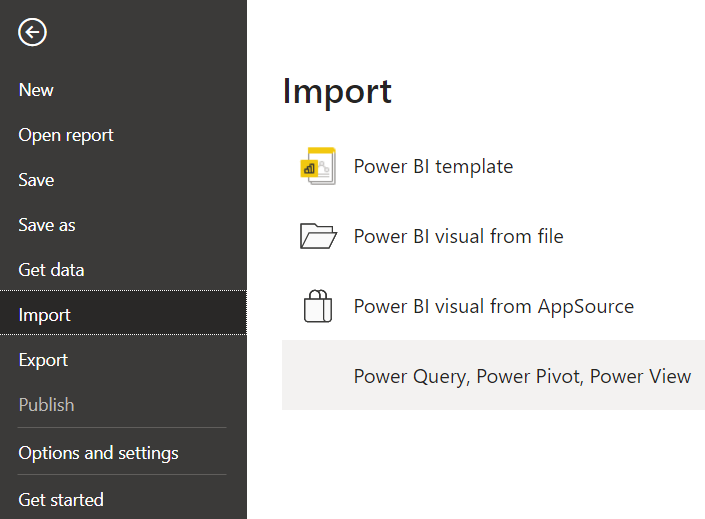 New
Open report
Save
Save as
Get data
Import
Export
Publish
Options and settings
Get started
Import
Power BI template
Power BI visual from file
Power BI visual from AppSource
Power Query, Power Pivot, Power View